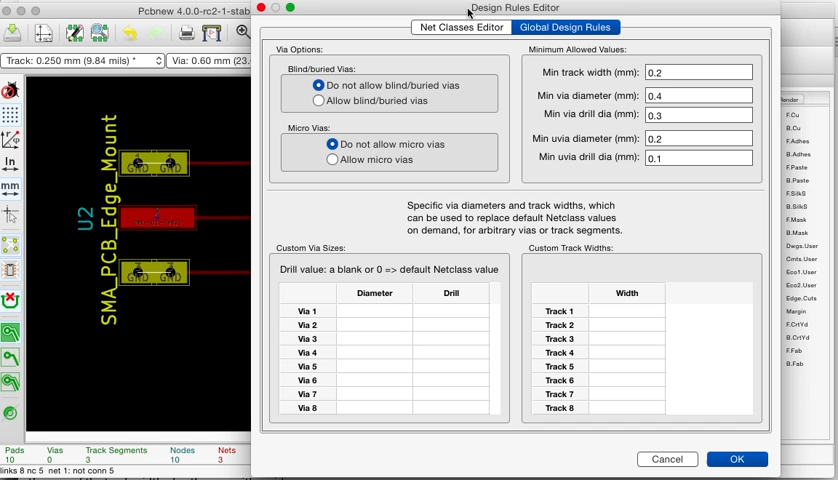 Pcbnew 4.0.0-rc2-1-stab
Design Rules Editor
Net Classes Editor
Global Design Rules
Track: 0.250 mm (9.84 mils) *
Via: 0.60 mm (23.
Via Options:
Blind/buried Vias:
Do not allow blind/buried vias
Allow blind/buried vias
Micro Vias:
Do not allow micro vias
Allow micro vias
Minimum Allowed Values:
Min track width (mm): 0.2
Min via diameter (mm): 0.4
Min via drill dia (mm): 0.3
Min uvia diameter (mm): 0.2
Min uvia drill dia (mm): 0.1
Specific via diameters and track widths, which
can be used to replace default Netclass values
on demand, for arbitrary vias or track segments.
Custom Via Sizes:
Drill value: a blank or 0 => default Netclass value
Diameter Drill
Via 1
Via 2
Via 3
Via 4
Via 5
Via 6
Via 7
Via 8
Custom Track Widths:
Width
Track 1
Track 2
Track 3
Track 4
Track 5
Track 6
Track 7
Track 8
Cancel
OK
In
mm
U2
SMA_PCB_Edge_Mount
GND GND
GND GND
Render
F.Cu
B.Cu
F.Adhes
B.Adhes
F.Paste
B.Paste
F.SilkS
B.SilkS
F.Mask
B.Mask
Dwgs.User
Cmts.User
Eco1.User
Eco2.User
Edge.Cuts
Margin
F.CrtYd
B.CrtYd
F.Fab
B.Fab
Pads Vias Track Segments Nodes Nets
10 0 3 10 3
links 8 nc 5 net 1: not conn 5